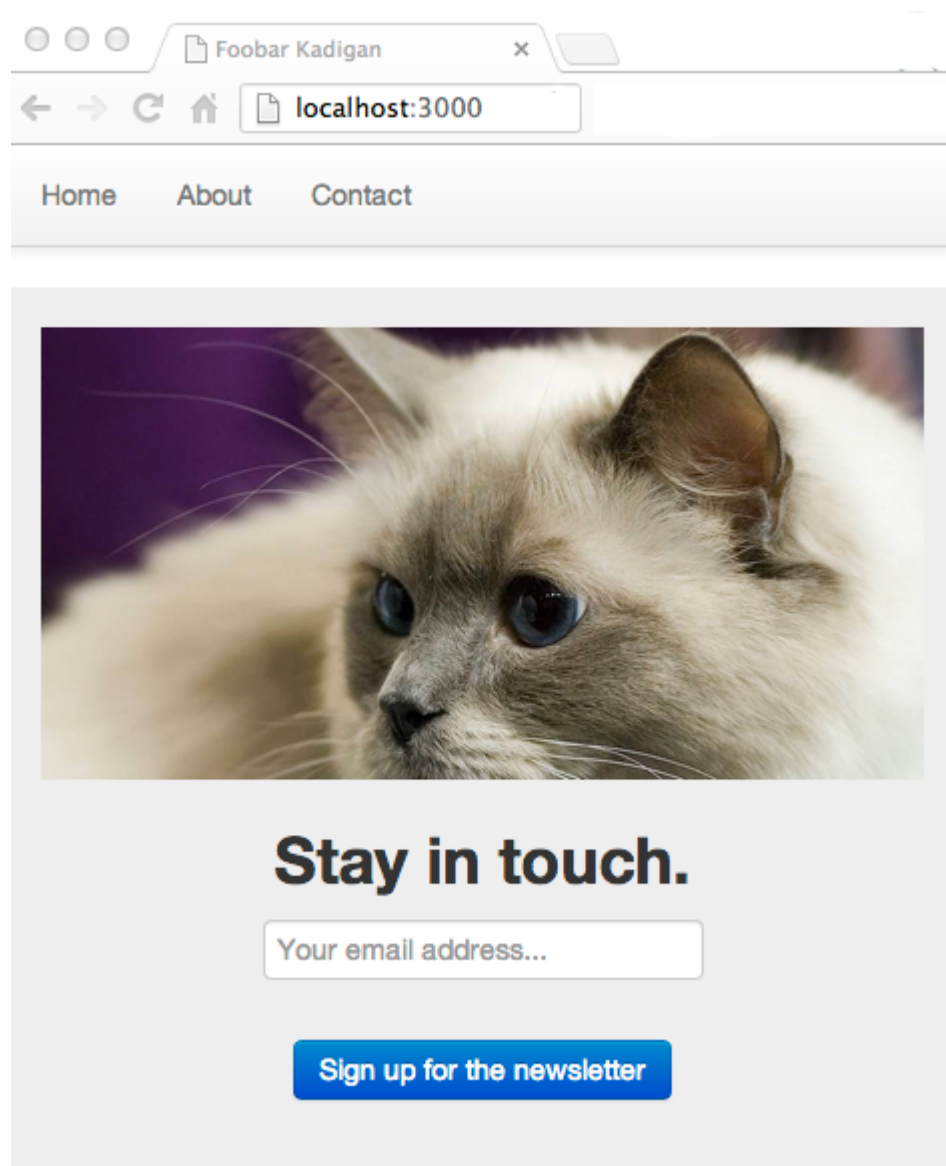 Foobar Kadigan
localhost:3000
Home About Contact
Stay in touch.
Your email address...
Sign up for the newsletter